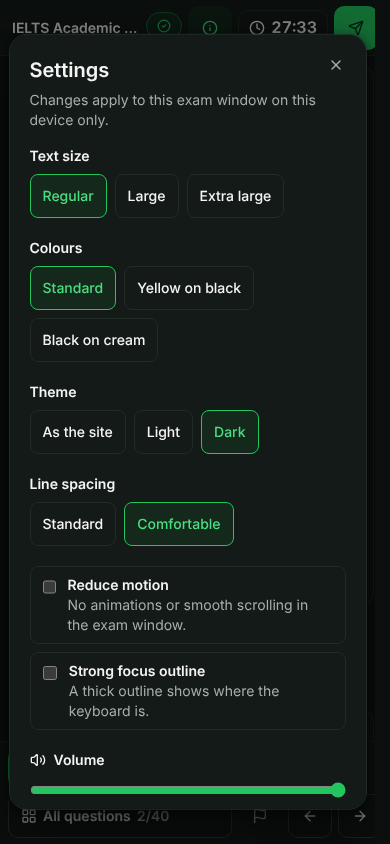 IELTS Academic ...
27:33
Settings
Changes apply to this exam window on this
device only.
Text size
Regular
Large
Extra large
Colours
Standard
Yellow on black
Black on cream
Theme
As the site
Light
Dark
Line spacing
Standard
Comfortable
Reduce motion
No animations or smooth scrolling in
the exam window.
Strong focus outline
A thick outline shows where the
keyboard is.
Volume
All questions 2/40